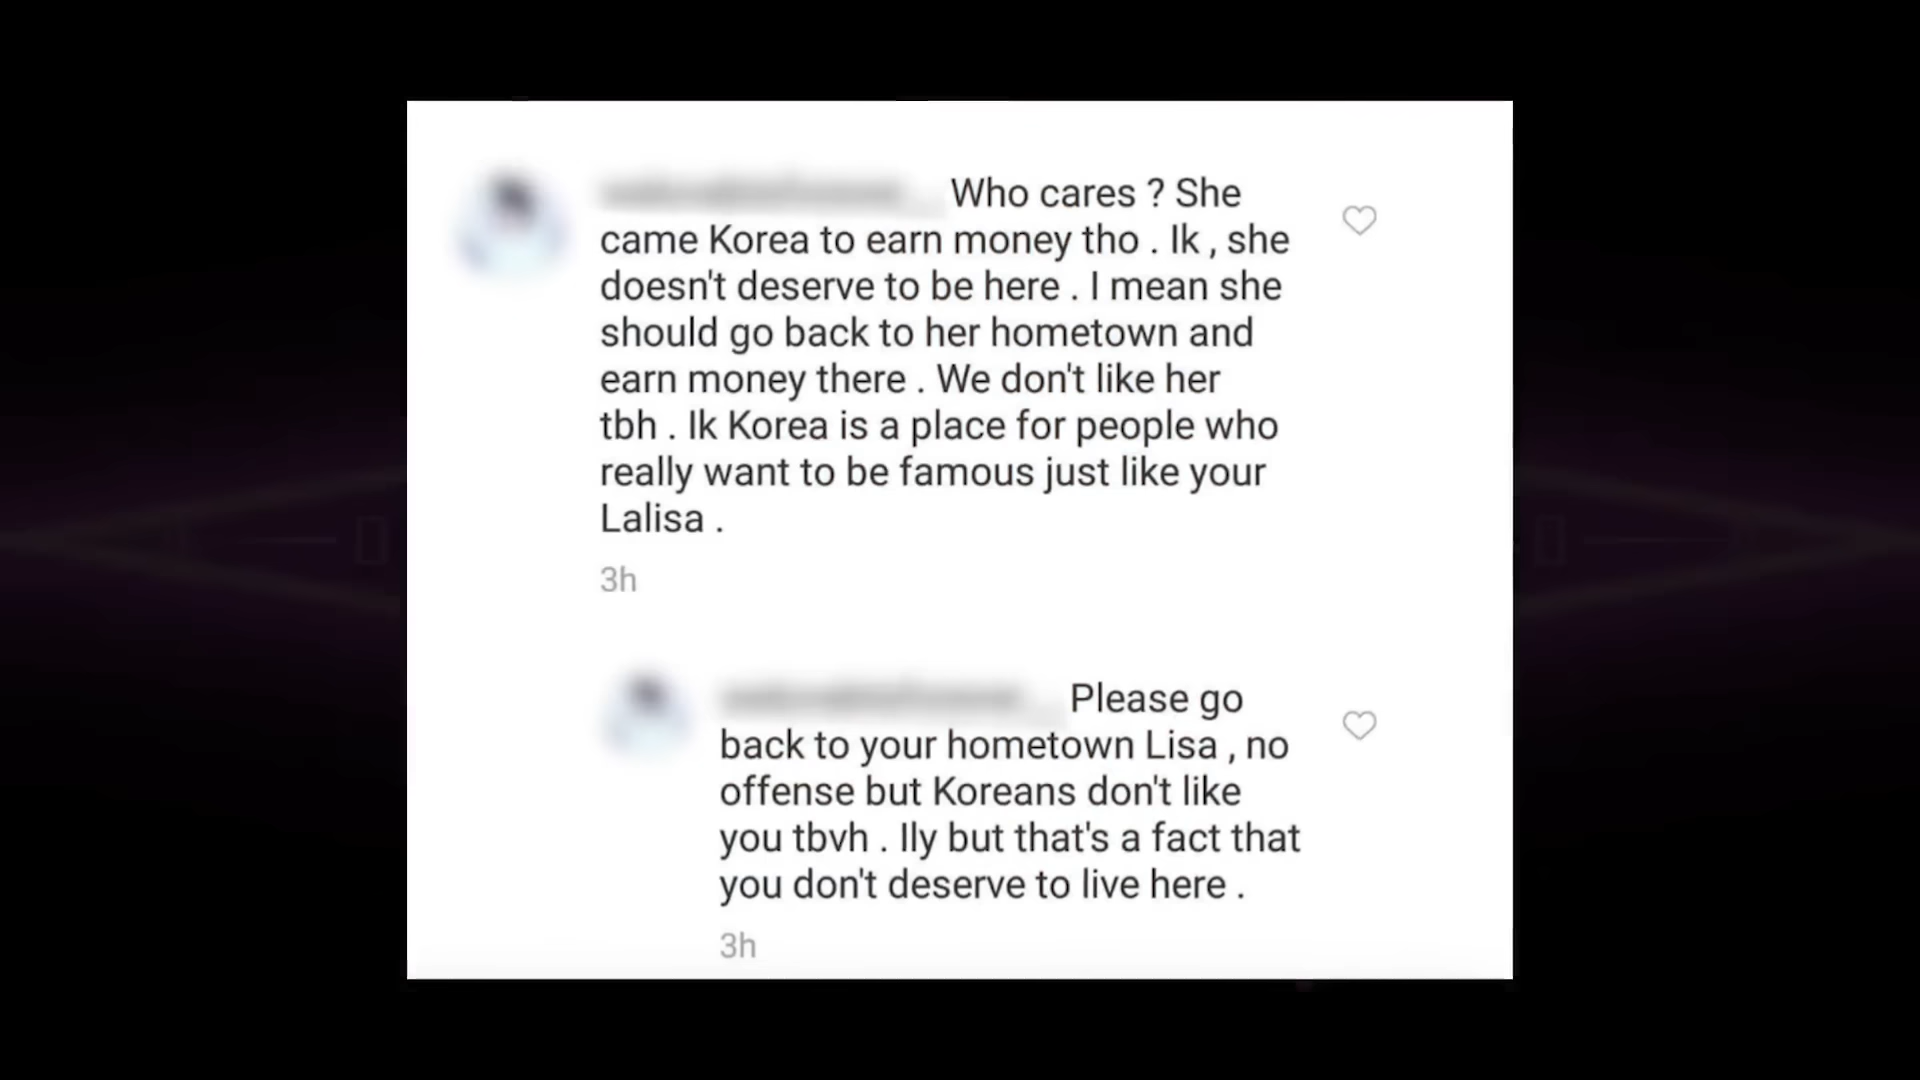 Who cares ? She
came Korea to earn money tho . Ik , she
doesn't deserve to be here . I mean she
should go back to her hometown and
earn money there . We don't like her
tbh . Ik Korea is a place for people who
really want to be famous just like your
Lalisa .
3h
Please go
back to your hometown Lisa , no
offense but Koreans don't like
you tbvh . Ily but that's a fact that
you don't deserve to live here .
3h